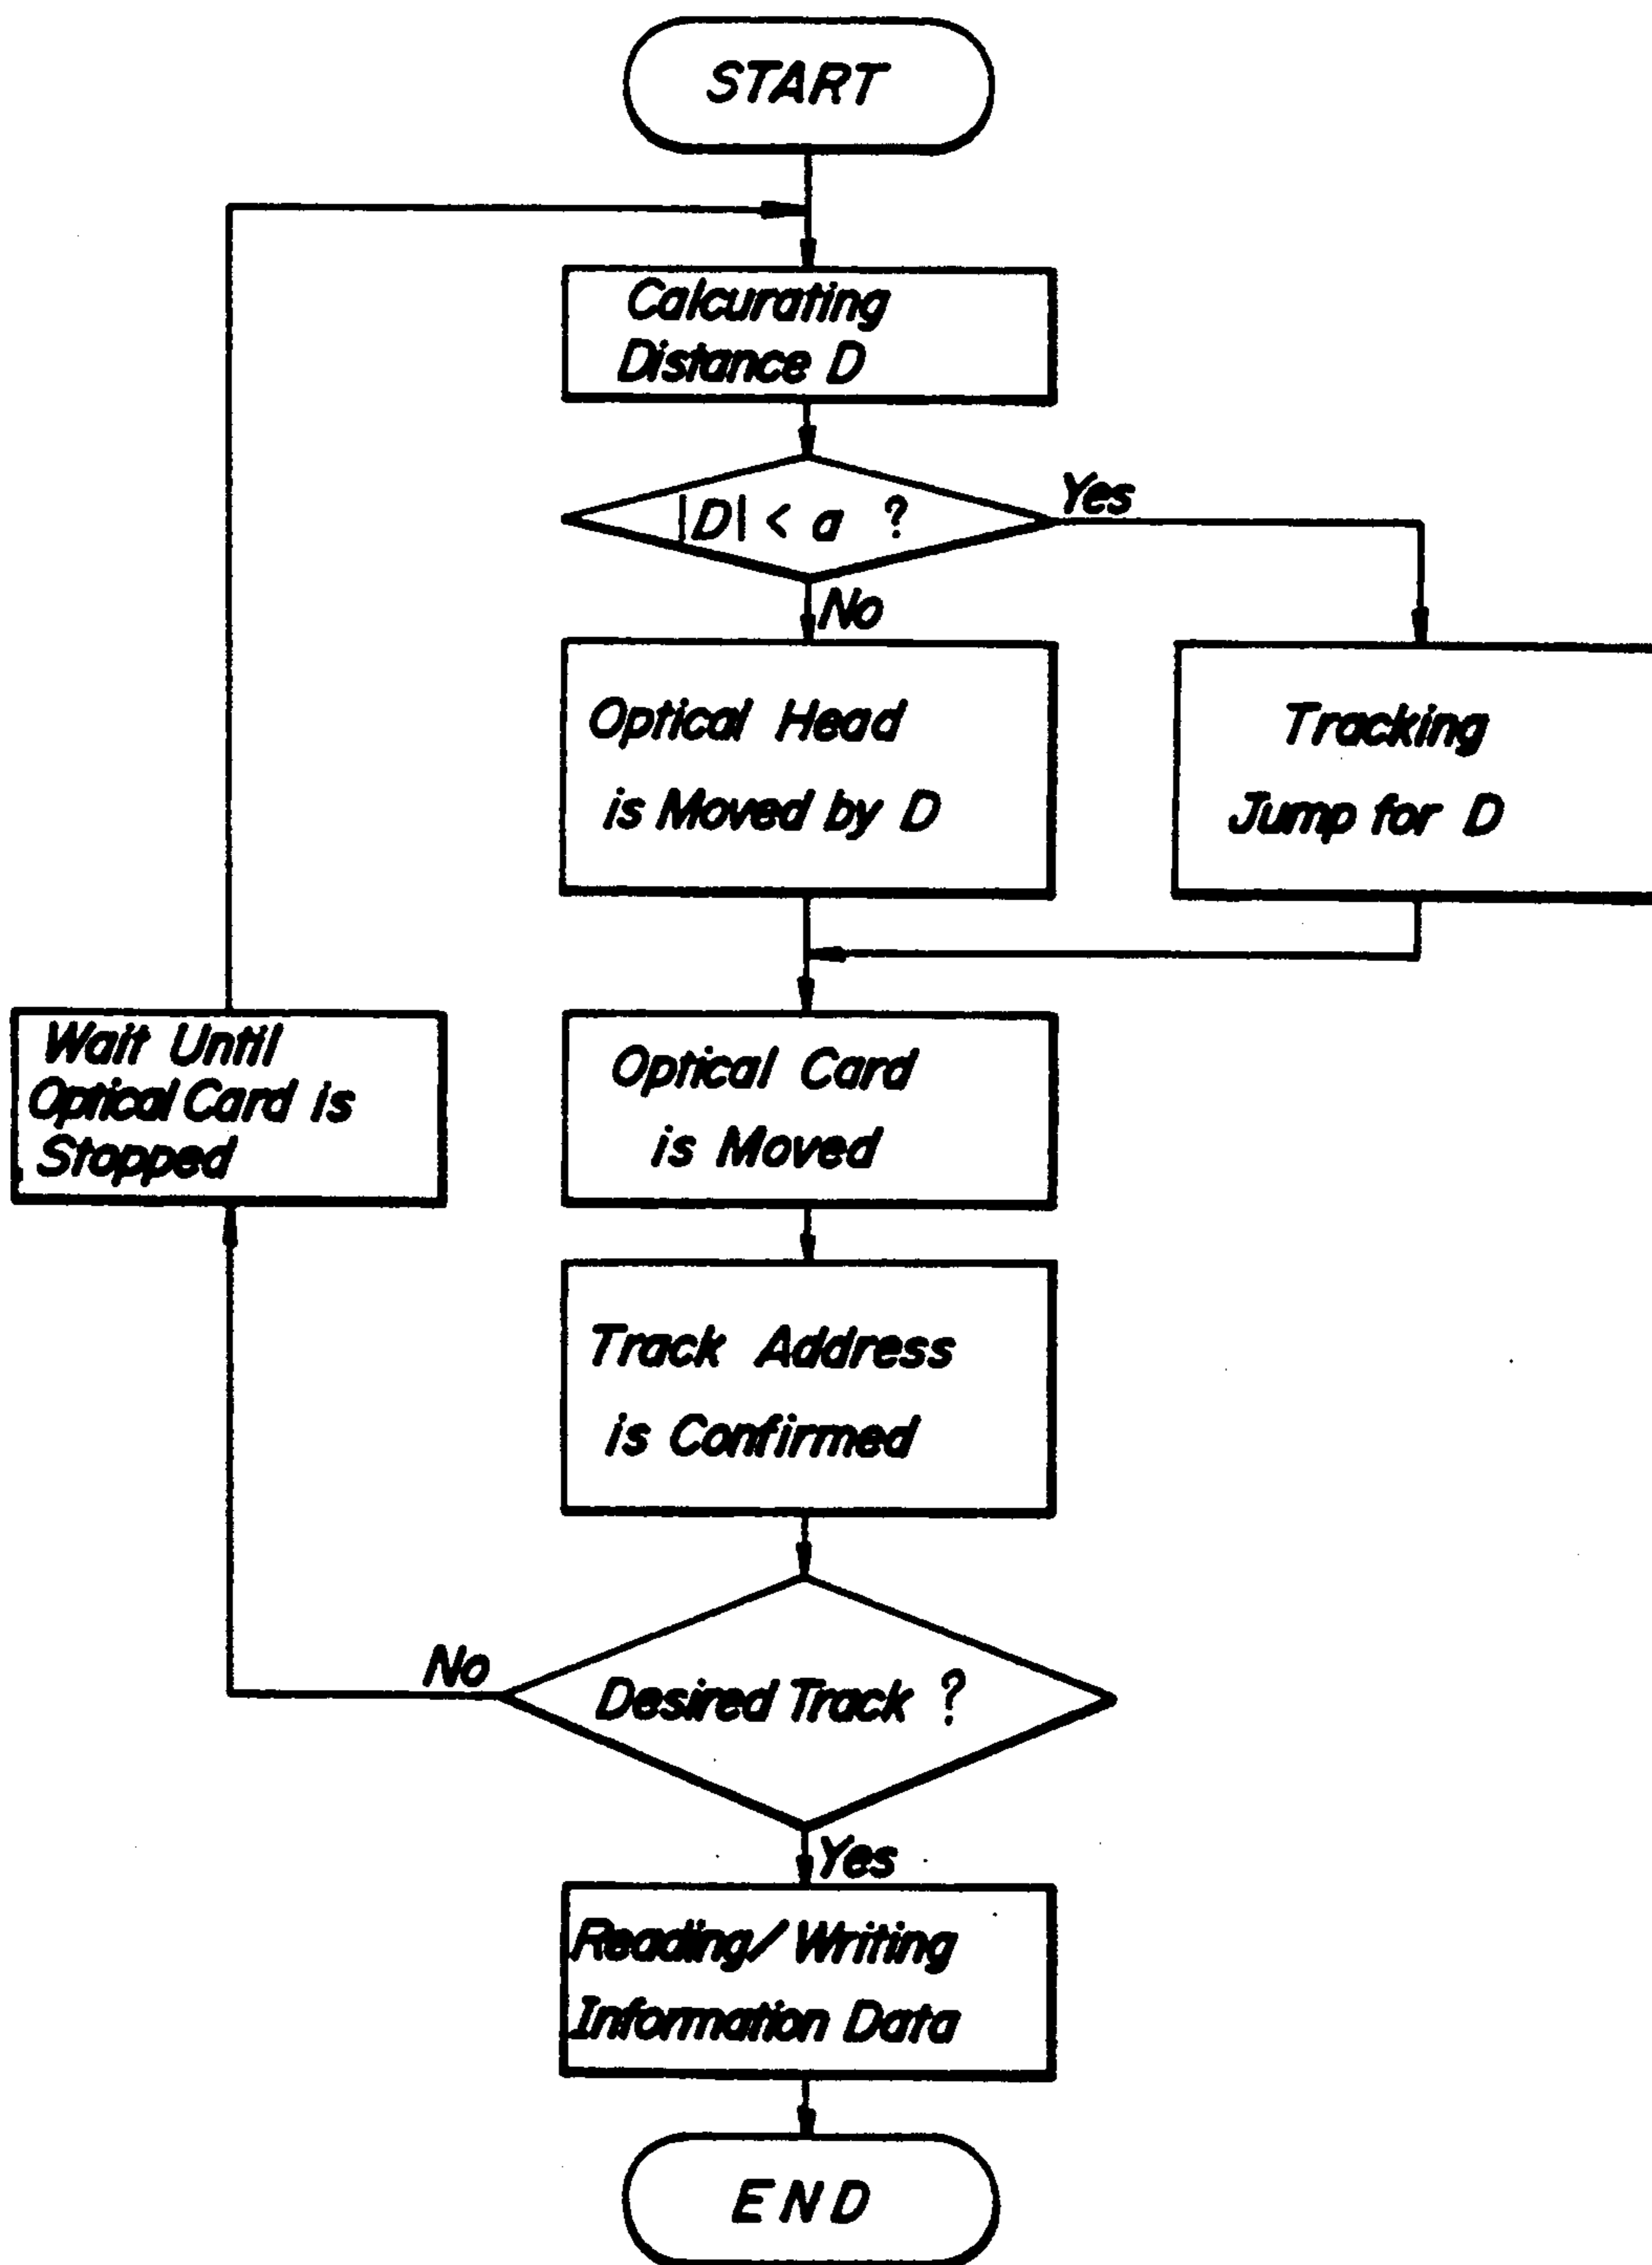 START
Calcurating
Distance D
|D| < a ?
Yes
No
Optical Head
is Moved by D
Tracking
Jump for D
Wait Until
Optical Card is
Stopped
Optical Card
is Moved
Track Address
is Confirmed
No
Desired Track ?
Yes
Reading/Writing
Information Data
END